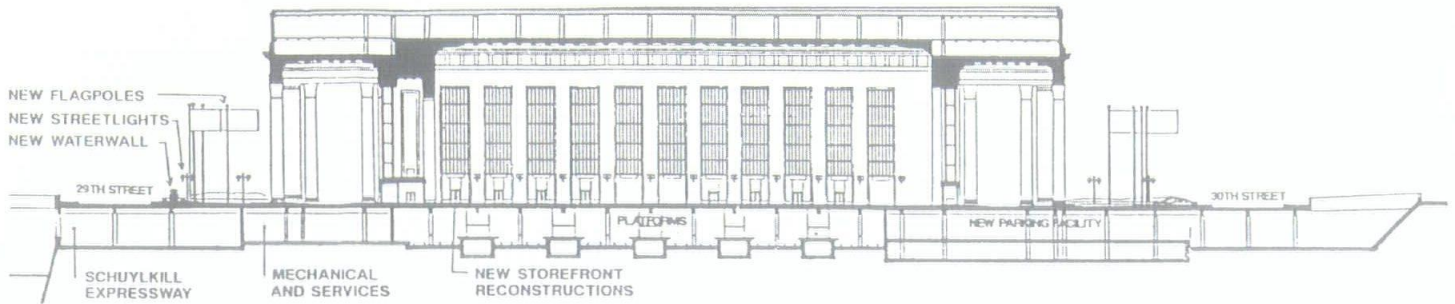 NEW FLAGPOLES
NEW STREETLIGHTS
NEW WATERWALL
29TH STREET
30TH STREET
PLATFORMS
NEW PARKING FACILITY
SCHUYLKILL
EXPRESSWAY
MECHANICAL
AND SERVICES
NEW STOREFRONT
RECONSTRUCTIONS